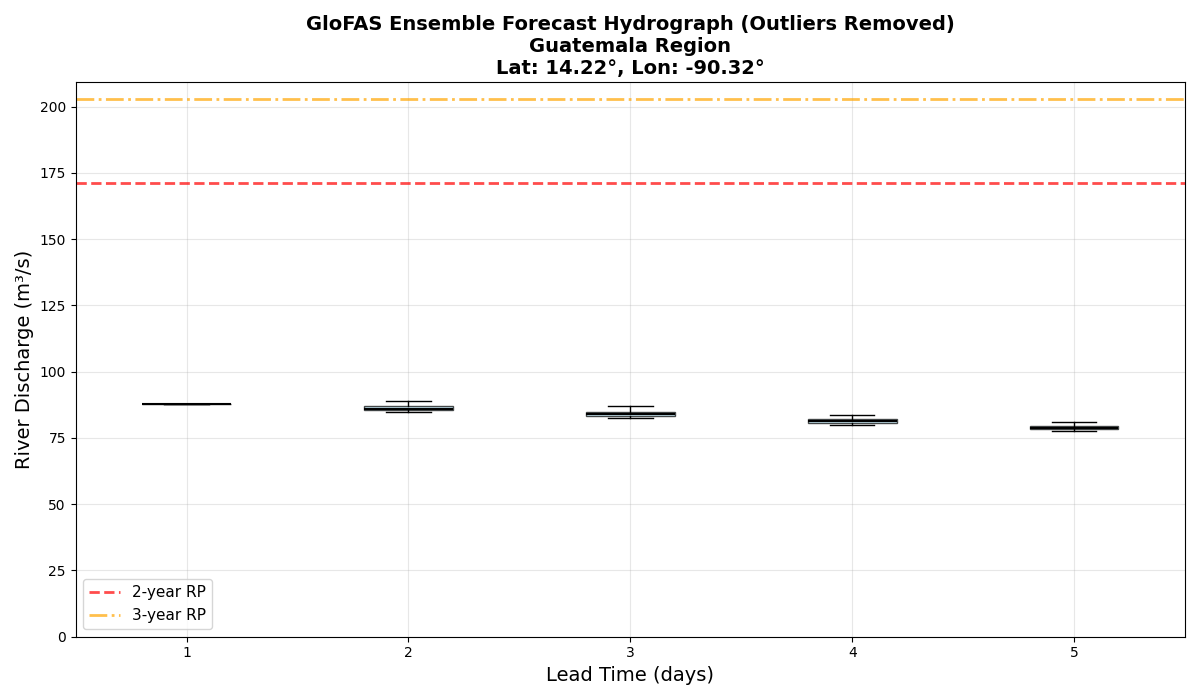 GloFAS Ensemble Forecast Hydrograph (Outliers Removed)
Guatemala Region
Lat: 14.22°, Lon: -90.32°
River Discharge (m³/s)
200
175
150
125
100
75
50
25
0
2-year RP
3-year RP
1 2 3 4 5
Lead Time (days)